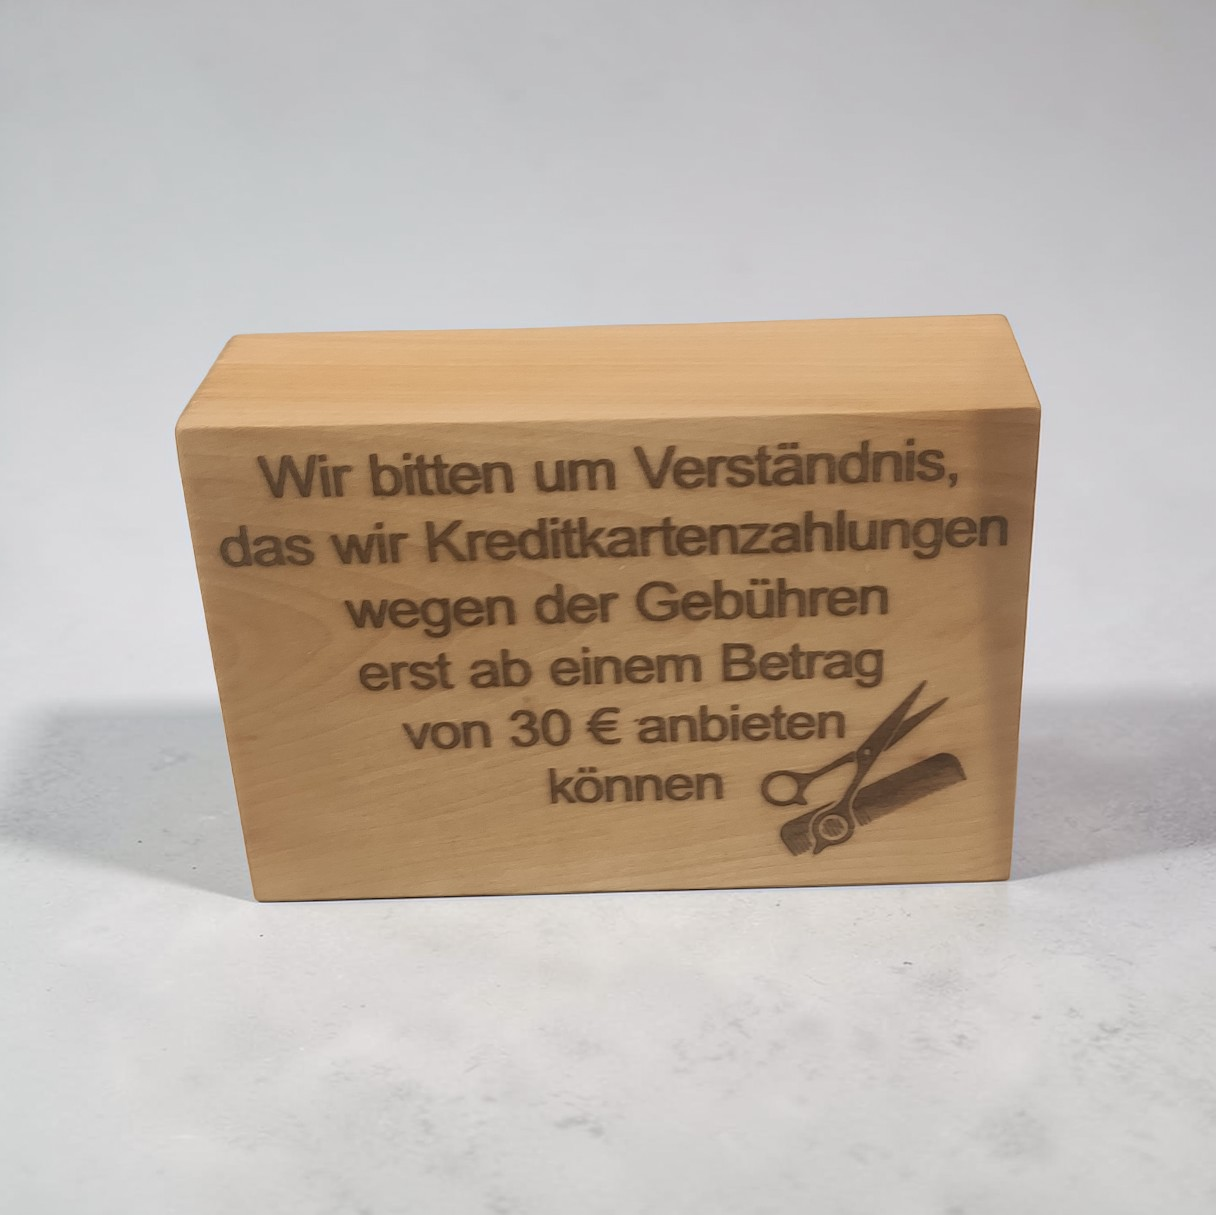 Wir bitten um Verständnis,
das wir Kreditkartenzahlungen
wegen der Gebühren
erst ab einem Betrag
von 30 € anbieten
können